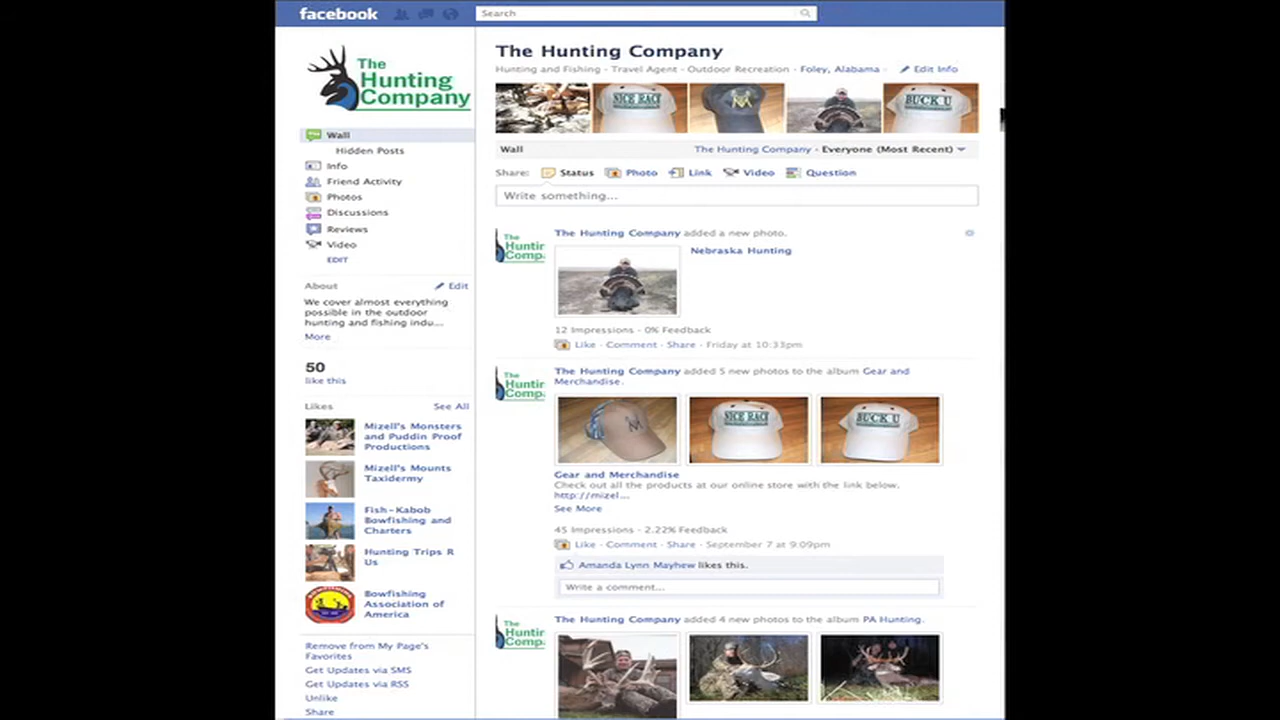 facebook
Search
The
Hunting
Company
Wall
Hidden Posts
Info
Friend Activity
Photos
Discussions
Reviews
Video
EDIT
About
Edit
We cover almost everything
possible in the outdoor
hunting and fishing indu...
More
50
like this
Likes
See All
Mizell's Monsters
and Puddin Proof
Productions
Mizell's Mounts
Taxidermy
Fish-Kabob
Bowfishing and
Charters
Hunting Trips R
Us
BOWFISHING
Bowfishing
Association of
America
Remove from My Page's
Favorites
Get Updates via SMS
Get Updates via RSS
Unlike
Share
The Hunting Company
Hunting and Fishing - Travel Agent - Outdoor Recreation - Foley, Alabama - Edit Info
NICE RACK
BUCK U
Wall
The Hunting Company - Everyone (Most Recent)
Share: Status Photo Link Video Question
Write something...
The Huntin Comp
The Hunting Company added a new photo.
Nebraska Hunting
12 Impressions - 0% Feedback
Like - Comment - Share - Friday at 10:33pm
The Huntin Comp
The Hunting Company added 5 new photos to the album Gear and
Merchandise.
NICE RACK
BUCK U
Gear and Merchandise
Check out all the products at our online store with the link below.
http://mizel...
See More
45 Impressions - 2.22% Feedback
Like - Comment - Share - September 7 at 9:09pm
Amanda Lynn Mayhew likes this.
Write a comment...
The Huntin Comp
The Hunting Company added 4 new photos to the album PA Hunting.